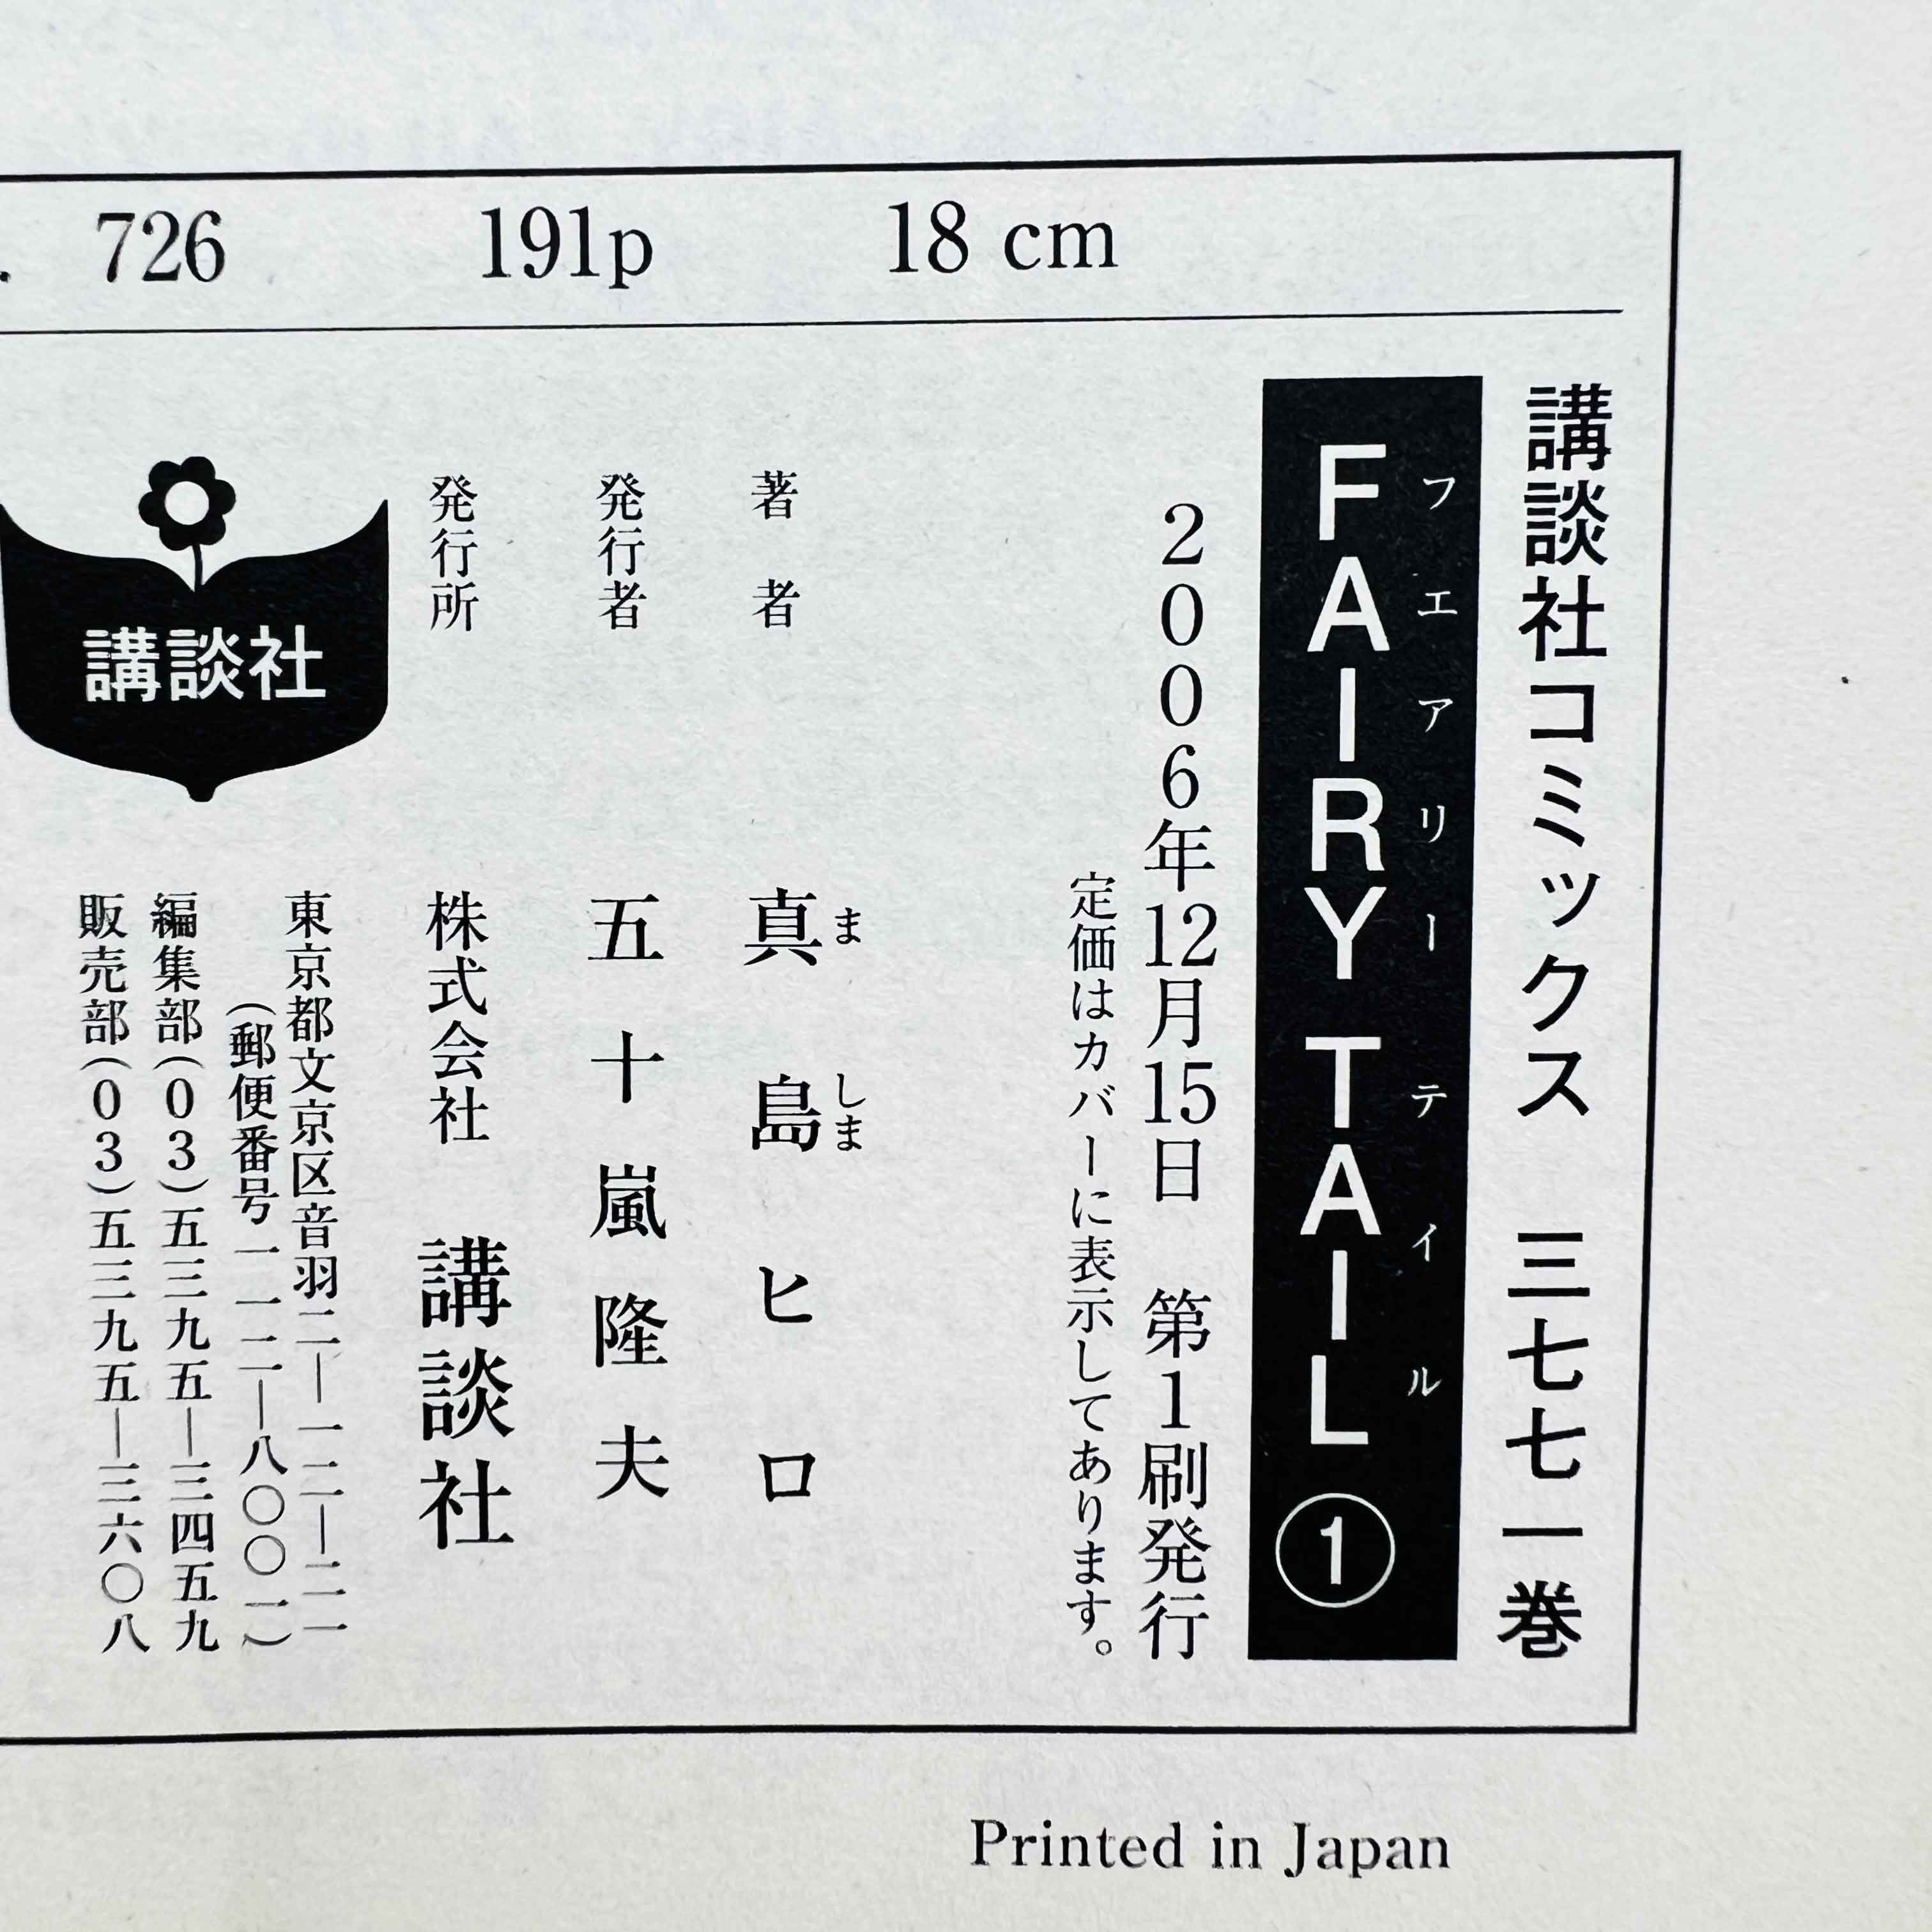 . 726 191p 18 cm
講談社コミックス 三七七一巻
フエアリーテイル
FAIRY TAIL ①
2006年12月15日 第1刷発行
定価はカバーに表示してあります。
ま しま
著者 真島ヒロ
発行者 五十嵐隆夫
発行所 株式会社 講談社
東京都文京区音羽二―一二―二一
(郵便番号一一二―八〇〇一)
編集部(03)五三九五―三四五九
販売部(03)五三九五―三六〇八
講談社
Printed in Japan